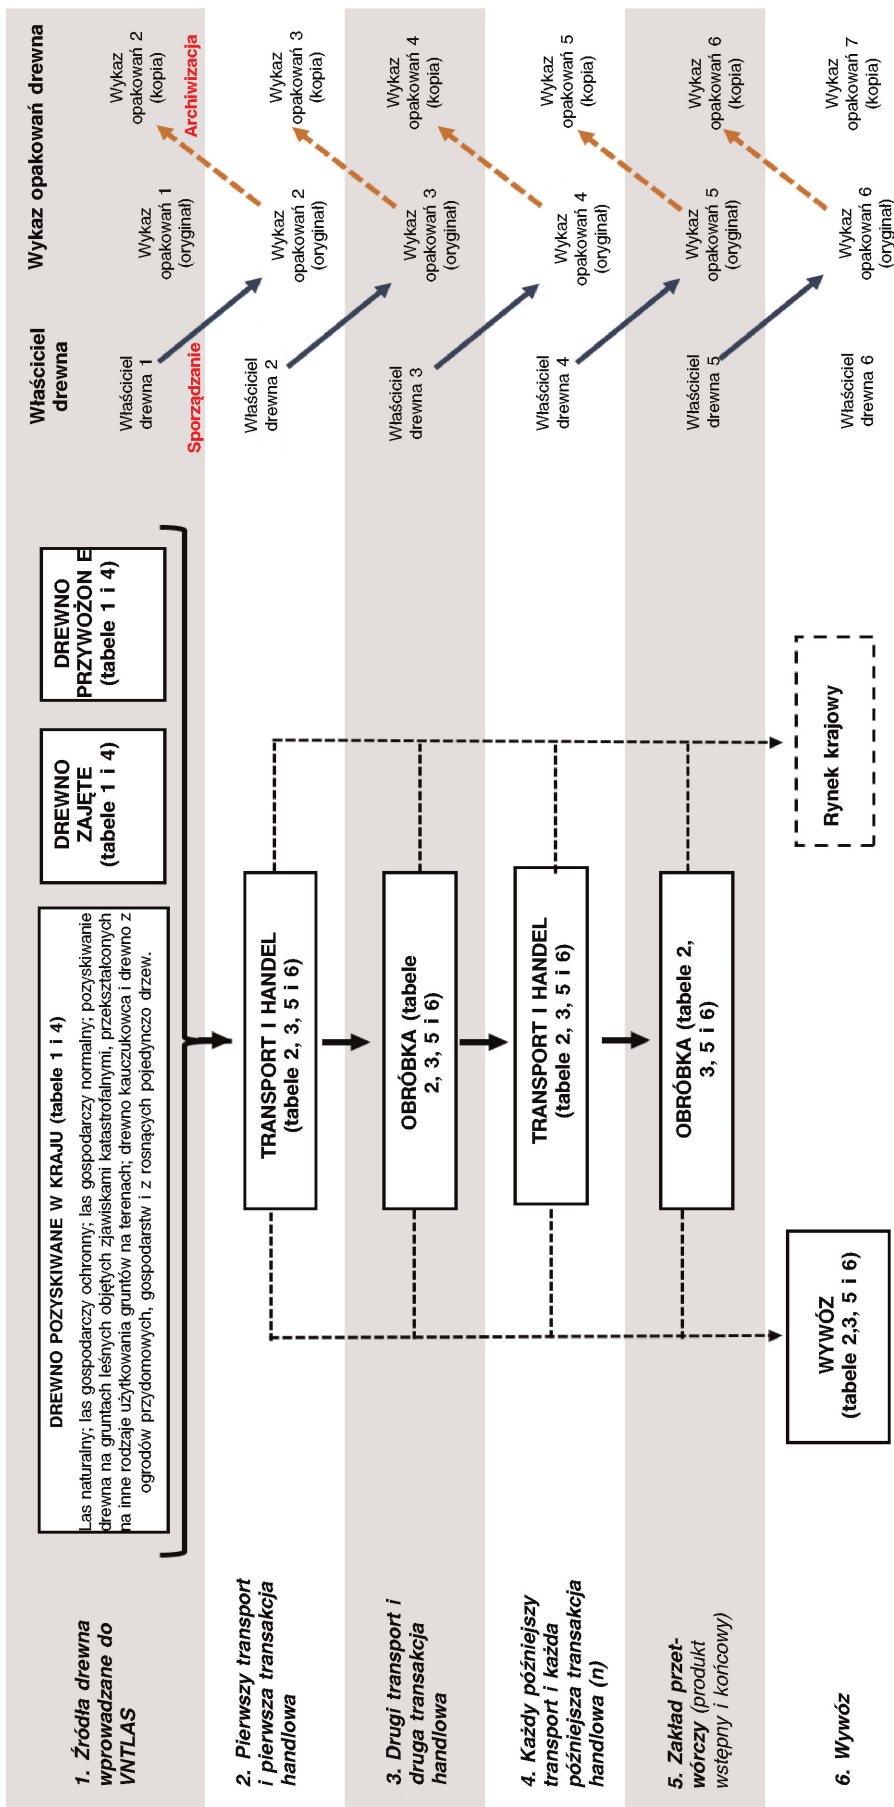 Właściciel
drewna
Wykaz opakowań drewna
1. Źródła drewna
wprowadzane do
VNTLAS
DREWNO POZYSKIWANE W KRAJU (tabele 1 i 4)
Las naturalny; las gospodarczy ochronny; las gospodarczy normalny; pozyskiwanie
drewna na gruntach leśnych objętych zjawiskami katastrofalnymi, przekształconych
na inne rodzaje użytkowania gruntów na terenach; drewno kauczukowca i drewno z
ogrodów przydomowych, gospodarstw i z rosnących pojedynczo drzew.
DREWNO
ZAJĘTE
(tabele 1 i 4)
DREWNO
PRZYWOŻON E
(tabele 1 i 4)
Właściciel
drewna 1
Wykaz
opakowań 1
(oryginał)
Wykaz
opakowań 2
(kopia)
Sporządzanie
Archiwizacja
2. Pierwszy transport
i pierwsza transakcja
handlowa
TRANSPORT I HANDEL
(tabele 2, 3, 5 i 6)
Właściciel
drewna 2
Wykaz
opakowań 2
(oryginał)
Wykaz
opakowań 3
(kopia)
3. Drugi transport i
druga transakcja
handlowa
OBRÓBKA (tabele
2, 3, 5 i 6)
Właściciel
drewna 3
Wykaz
opakowań 3
(oryginał)
Wykaz
opakowań 4
(kopia)
4. Każdy późniejszy
transport i każda
późniejsza transakcja
handlowa (n)
TRANSPORT I HANDEL
(tabele 2, 3, 5 i 6)
Właściciel
drewna 4
Wykaz
opakowań 4
(oryginał)
Wykaz
opakowań 5
(kopia)
5. Zakład przet-
wórczy (produkt
wstępny i końcowy)
OBRÓBKA (tabele 2,
3, 5 i 6)
Właściciel
drewna 5
Wykaz
opakowań 5
(oryginał)
Wykaz
opakowań 6
(kopia)
6. Wywóz
WYWÓZ
(tabele 2,3, 5 i 6)
Rynek krajowy
Właściciel
drewna 6
Wykaz
opakowań 6
(oryginał)
Wykaz
opakowań 7
(kopia)